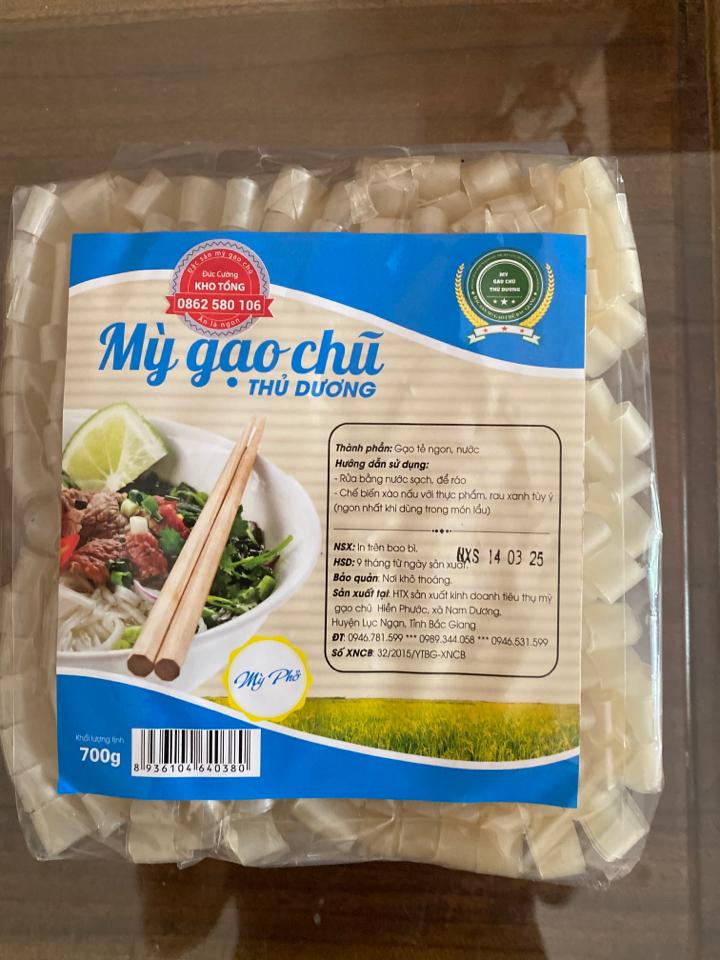 Đặc sản mỳ gạo chũ
Đức Cường
KHO TỔNG
0862 580 106
Ăn là ngon
MỲ
GẠO CHŨ
THỦ DƯƠNG
Mỳ gạo chũ
THỦ DƯƠNG
Thành phần: Gạo tẻ ngon, nước
Hướng dẫn sử dụng:
- Rửa bằng nước sạch, để ráo
- Chế biến xào nấu với thực phẩm, rau xanh tùy ý
(ngon nhất khi dùng trong món lẩu)
NSX: In trên bao bì.
HSD: 9 tháng từ ngày sản xuất.
NXS 14 03 25
Bảo quản: Nơi khô thoáng.
Sản xuất tại: HTX sản xuất kinh doanh tiêu thụ mỳ
gạo chũ Hiền Phước, xã Nam Dương,
Huyện Lục Ngạn, Tỉnh Bắc Giang
ĐT: 0946.781.599 *** 0989.344.058 *** 0946.531.599
Số XNCB: 32/2015/YTBG-XNCB
Mỳ Phở
Khối lượng tịnh
700g
8 936104 640380